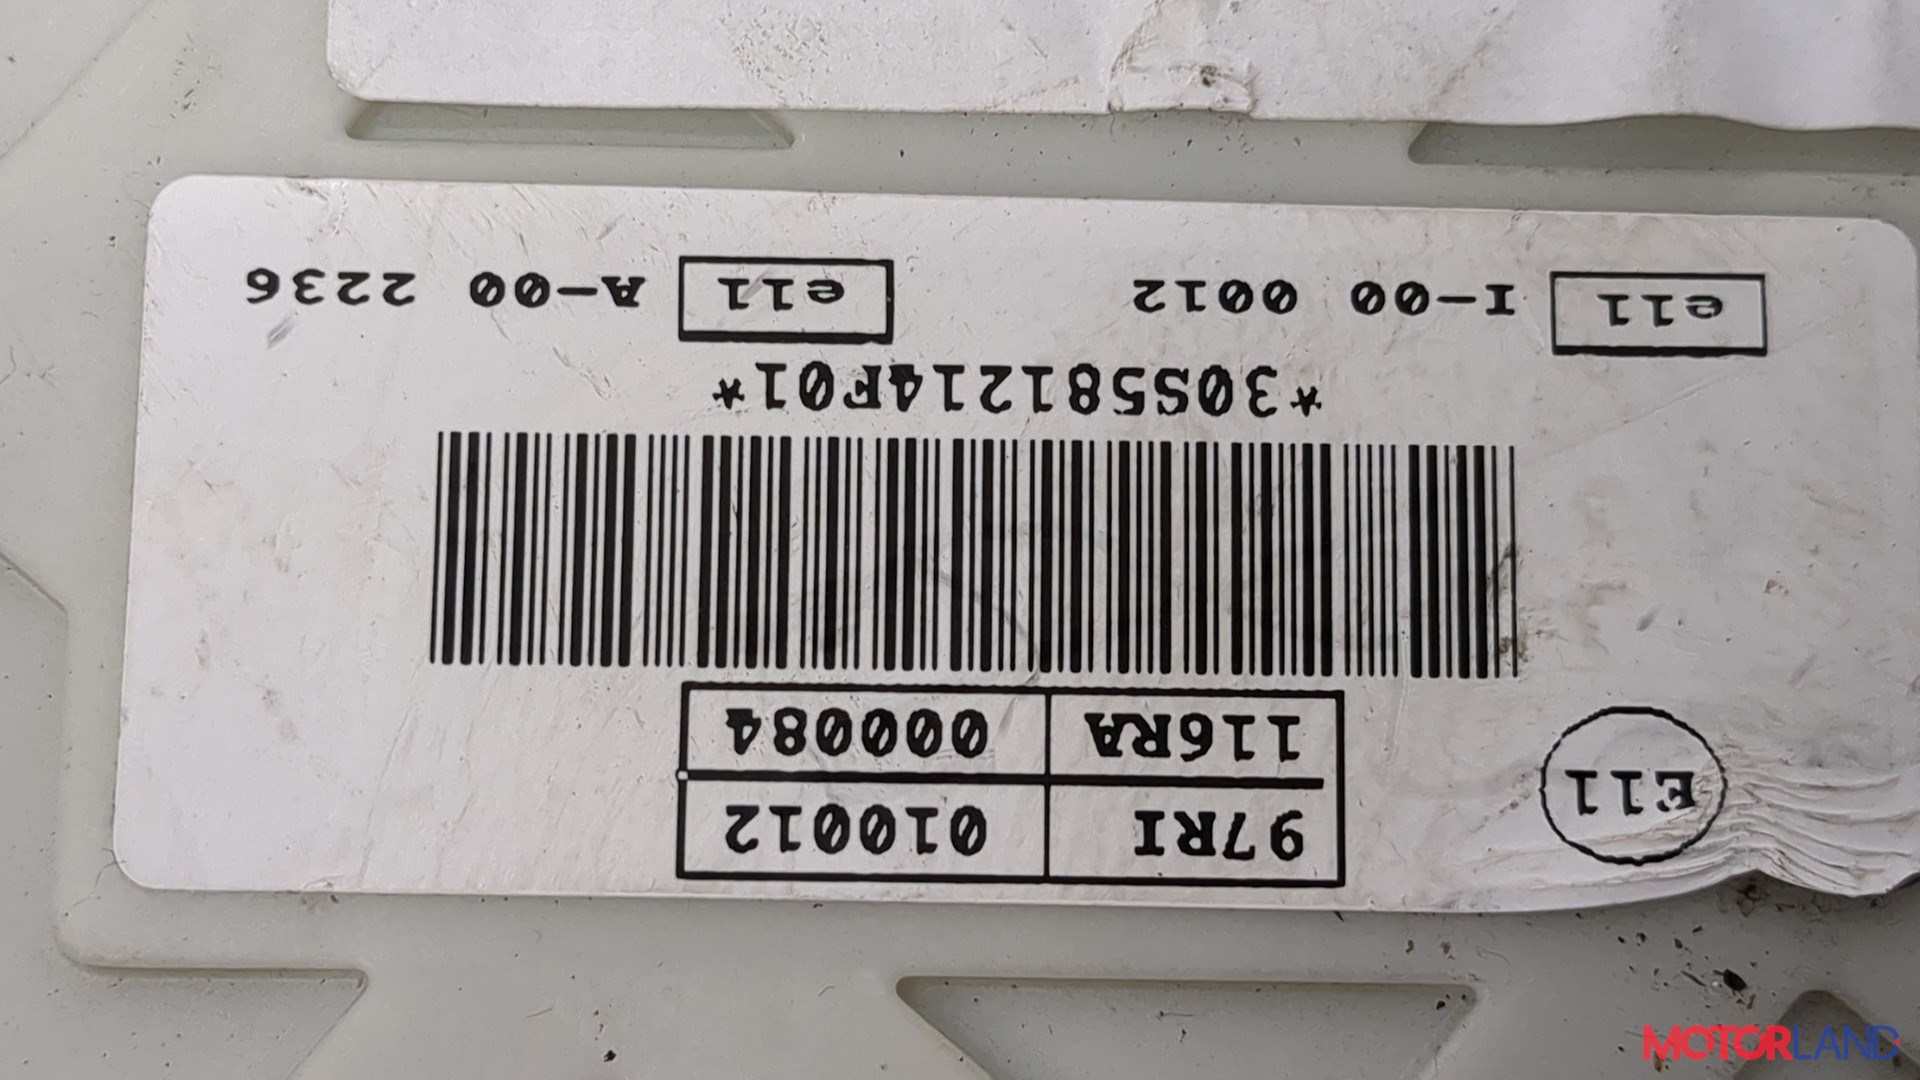 E11
97RI 010012
116RA 000084
*30S581214F01*
e11 I-00 0012 e11 A-00 2236
MOTORLAND